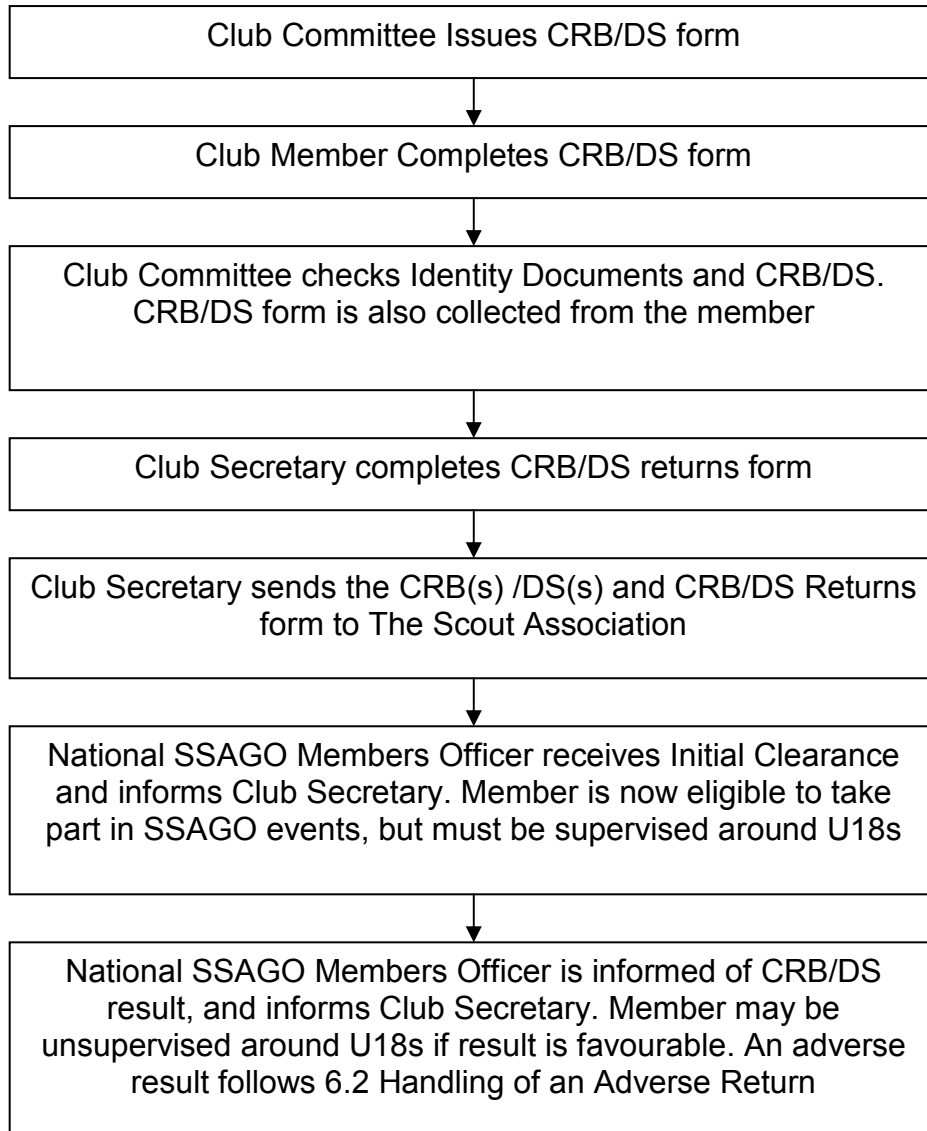 Club Committee Issues CRB/DS form
Club Member Completes CRB/DS form
Club Committee checks Identity Documents and CRB/DS.
CRB/DS form is also collected from the member
Club Secretary completes CRB/DS returns form
Club Secretary sends the CRB(s) /DS(s) and CRB/DS Returns
form to The Scout Association
National SSAGO Members Officer receives Initial Clearance
and informs Club Secretary. Member is now eligible to take
part in SSAGO events, but must be supervised around U18s
National SSAGO Members Officer is informed of CRB/DS
result, and informs Club Secretary. Member may be
unsupervised around U18s if result is favourable. An adverse
result follows 6.2 Handling of an Adverse Return